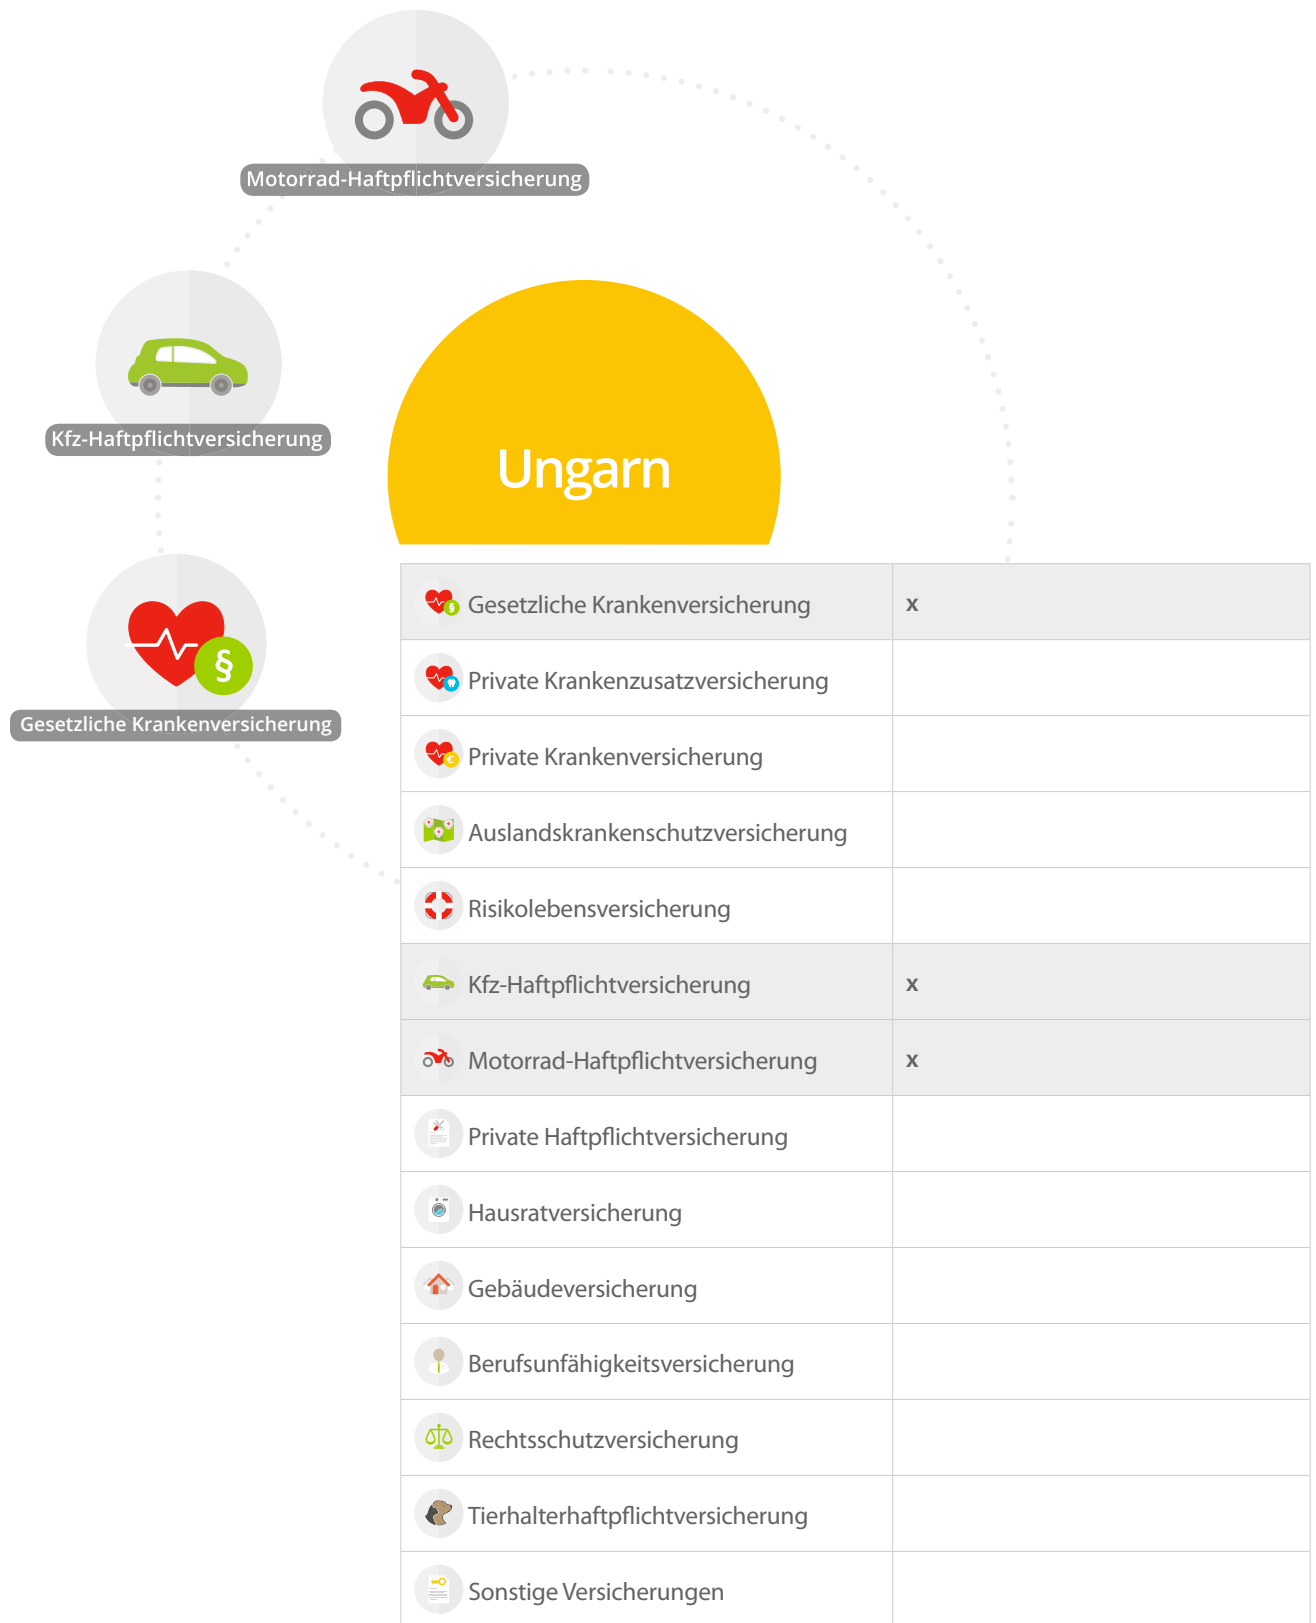 Motorrad-Haftpflichtversicherung
Kfz-Haftpflichtversicherung
Ungarn
§
Gesetzliche Krankenversicherung
§ Gesetzliche Krankenversicherung x
Private Krankenzusatzversicherung
€ Private Krankenversicherung
Auslandskrankenschutzversicherung
Risikolebensversicherung
Kfz-Haftpflichtversicherung x
Motorrad-Haftpflichtversicherung x
Private Haftpflichtversicherung
Hausratversicherung
Gebäudeversicherung
Berufsunfähigkeitsversicherung
Rechtsschutzversicherung
Tierhalterhaftpflichtversicherung
Sonstige Versicherungen